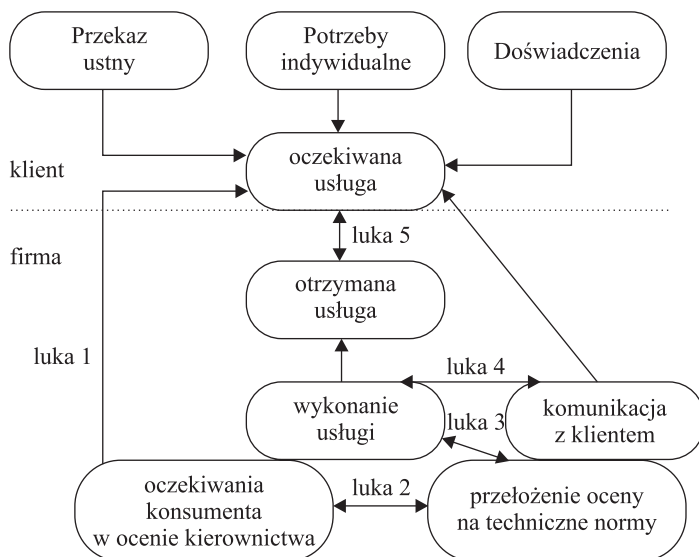 Przekaz
ustny
Potrzeby
indywidualne
Doświadczenia
klient
oczekiwana
usługa
luka 5
firma
otrzymana
usługa
luka 1
luka 4
wykonanie
usługi
luka 3
komunikacja
z klientem
oczekiwania
konsumenta
w ocenie kierownictwa
luka 2
przełożenie oceny
na techniczne normy